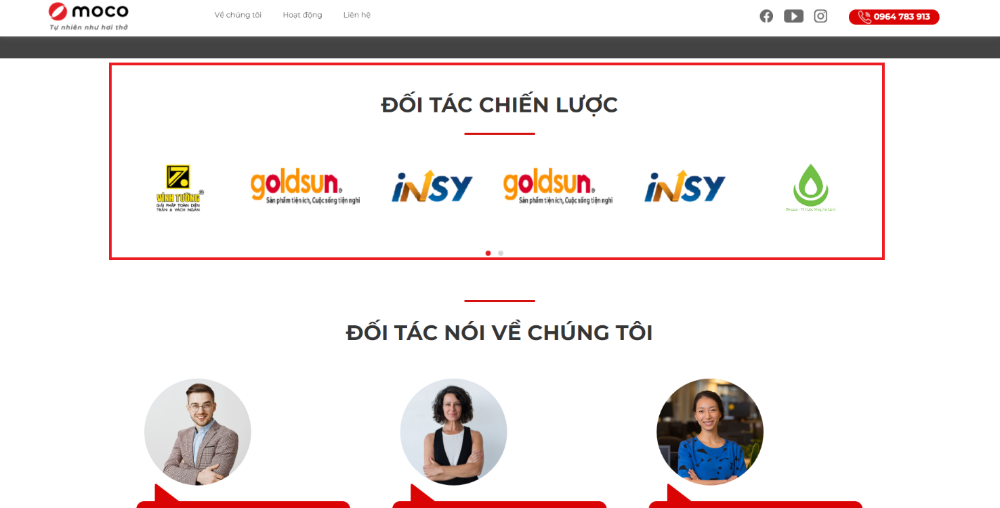 moco
Tự nhiên như hơi thở
Về chúng tôi
Hoạt động
Liên hệ
0964 783 913
ĐỐI TÁC CHIẾN LƯỢC
VĨNH TƯỜNG®
GIẢI PHÁP TOÀN DIỆN
TRẦN & VÁCH NGĂN
goldsun®
Sản phẩm tiện ích, Cuộc sống tiện nghi
INSY
goldsun®
Sản phẩm tiện ích, Cuộc sống tiện nghi
INSY
ĐỐI TÁC NÓI VỀ CHÚNG TÔI